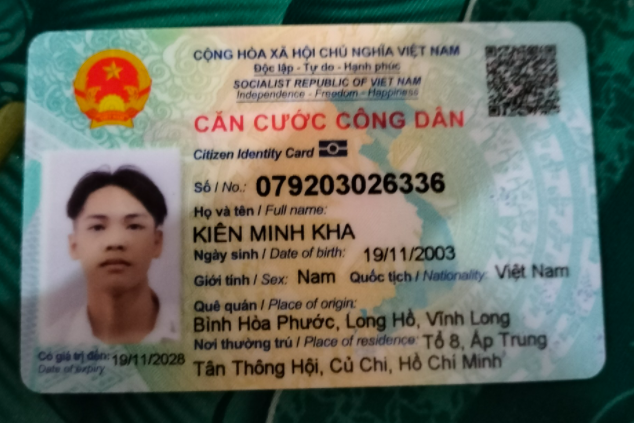 CỘNG HÒA XÃ HỘI CHỦ NGHĨA VIỆT NAM
Độc lập - Tự do - Hạnh phúc
SOCIALIST REPUBLIC OF VIET NAM
Independence - Freedom - Happiness
CĂN CƯỚC CÔNG DÂN
Citizen Identity Card
Số / No.: 079203026336
Họ và tên / Full name:
KIÊN MINH KHA
Ngày sinh / Date of birth: 19/11/2003
Giới tính / Sex: Nam Quốc tịch / Nationality: Việt Nam
Quê quán / Place of origin:
Bình Hòa Phước, Long Hồ, Vĩnh Long
Nơi thường trú / Place of residence: Tổ 8, Ấp Trung
Tân Thông Hội, Củ Chi, Hồ Chí Minh
Có giá trị đến: 19/11/2028
Date of expiry